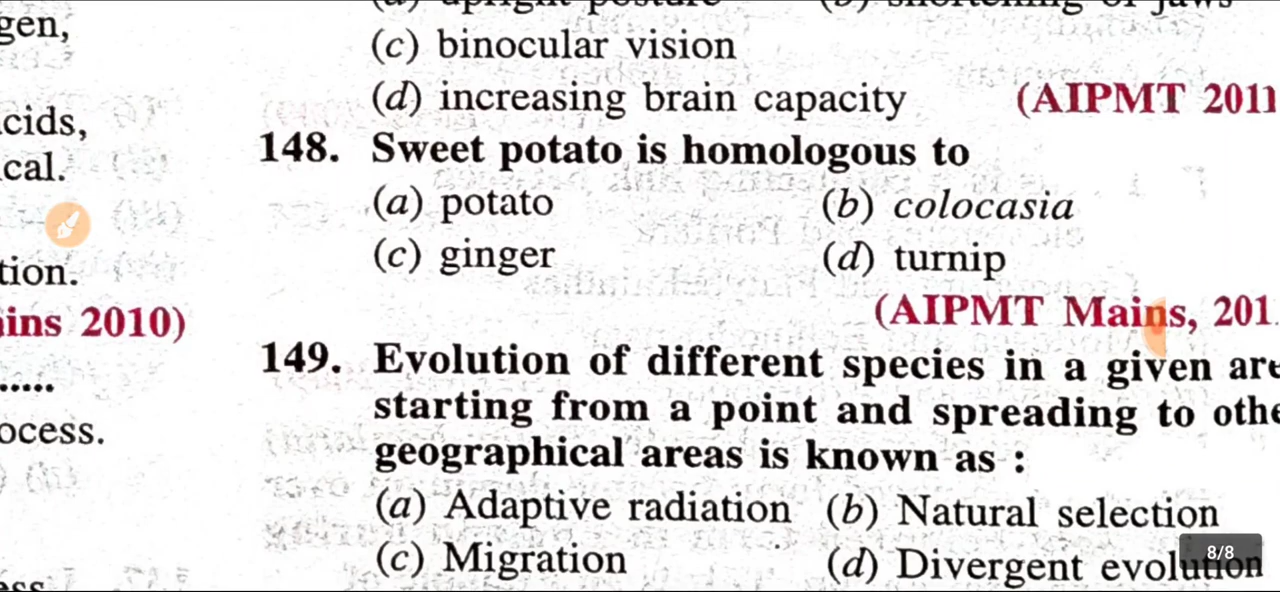 gen,
(c) binocular vision
(d) increasing brain capacity (AIPMT 2011
cids,
148. Sweet potato is homologous to
cal.
(a) potato (b) colocasia
(c) ginger (d) turnip
tion.
(AIPMT Mains, 201
ins 2010)
149. Evolution of different species in a given are
.....
starting from a point and spreading to othe
ocess.
geographical areas is known as :
(a) Adaptive radiation (b) Natural selection
(c) Migration (d) Divergent evolution
8/8